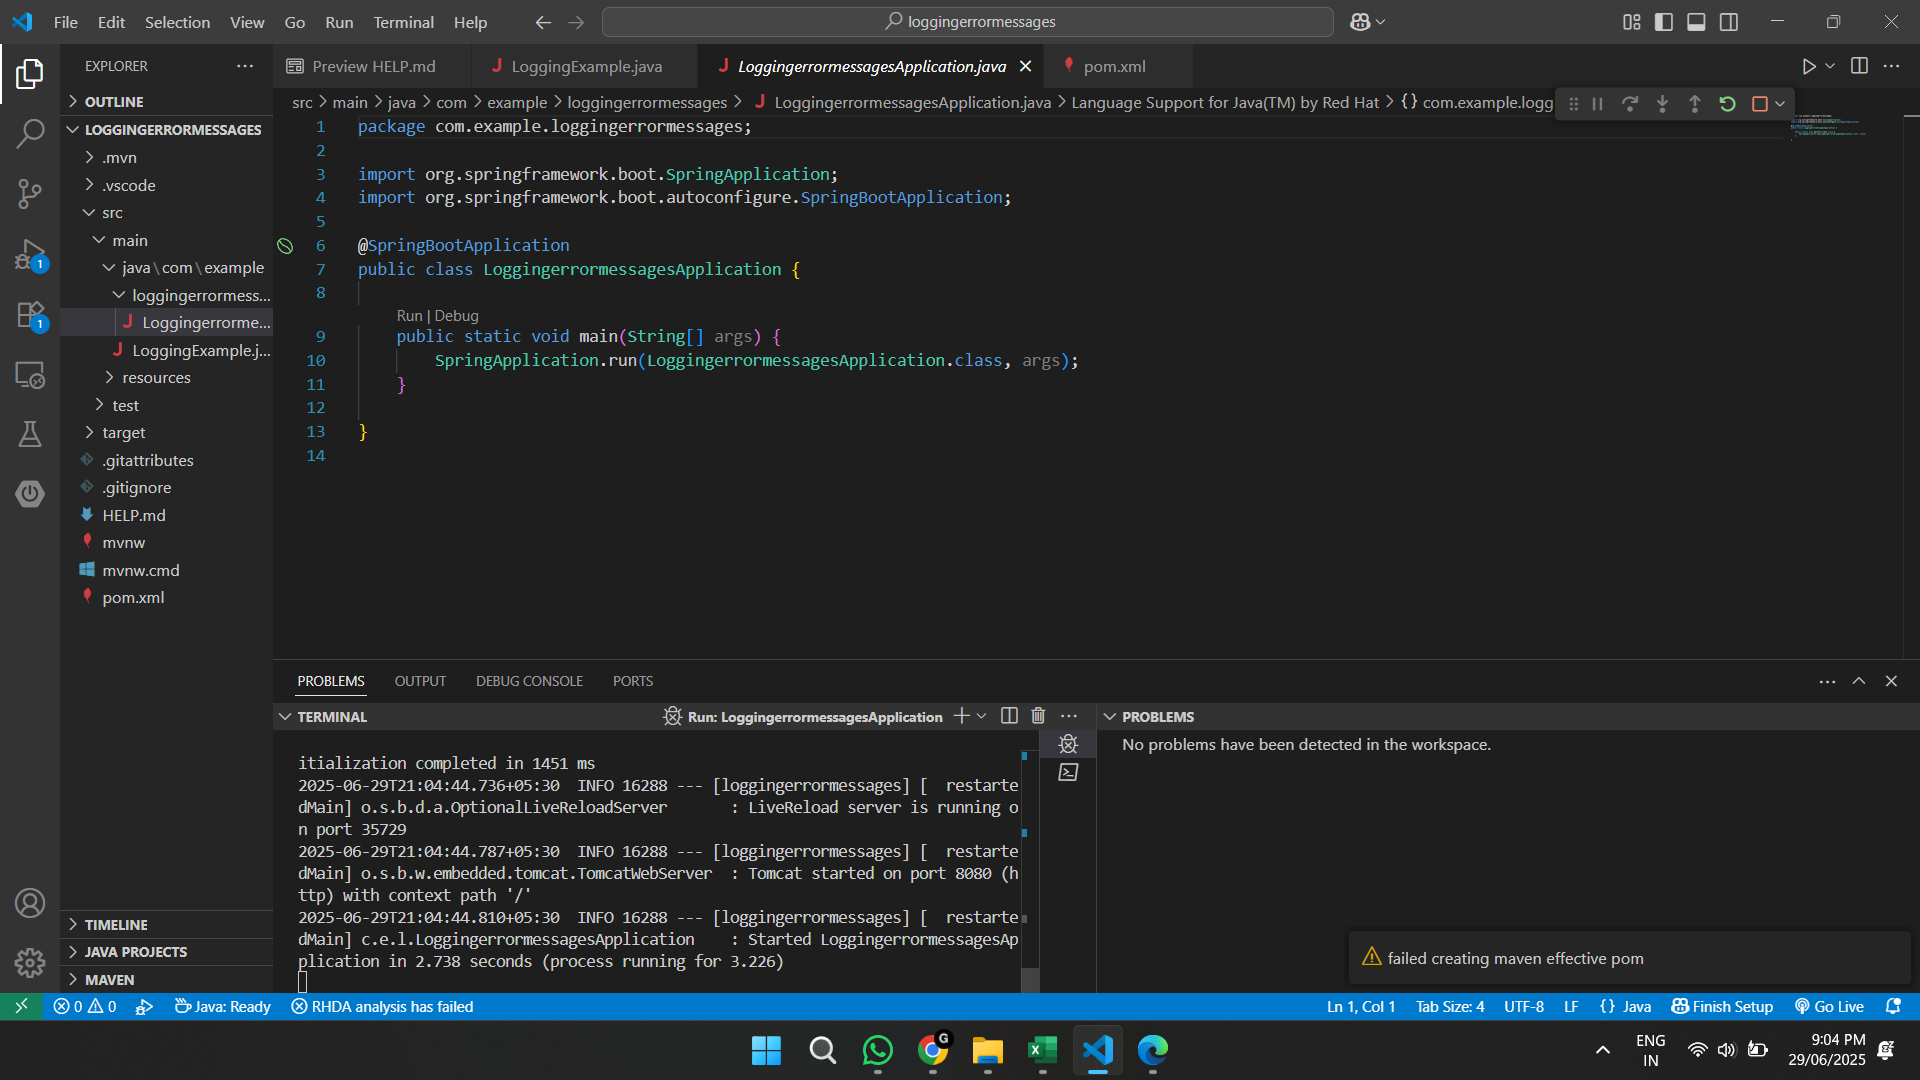 File Edit Selection View Go Run Terminal Help
loggingerrormessages
EXPLORER
OUTLINE
LOGGINGERRORMESSAGES
.mvn
.vscode
src
main
java\com\example
loggingerrormess...
Loggingerrorme...
LoggingExample.j...
resources
test
target
.gitattributes
.gitignore
HELP.md
mvnw
mvnw.cmd
pom.xml
TIMELINE
JAVA PROJECTS
MAVEN
1
1
Preview HELP.md
LoggingExample.java
LoggingerrormessagesApplication.java
pom.xml
src > main > java > com > example > loggingerrormessages > LoggingerrormessagesApplication.java > Language Support for Java(TM) by Red Hat > {} com.example.logg
1 package com.example.loggingerrormessages;
2
3 import org.springframework.boot.SpringApplication;
4 import org.springframework.boot.autoconfigure.SpringBootApplication;
5
6 @SpringBootApplication
7 public class LoggingerrormessagesApplication {
8
Run | Debug
9 public static void main(String[] args) {
10 SpringApplication.run(LoggingerrormessagesApplication.class, args);
11 }
12
13 }
14
PROBLEMS OUTPUT DEBUG CONSOLE PORTS
TERMINAL
Run: LoggingerrormessagesApplication
itialization completed in 1451 ms
2025-06-29T21:04:44.736+05:30  INFO 16288 --- [loggingerrormessages] [  restarte
dMain] o.s.b.d.a.OptionalLiveReloadServer       : LiveReload server is running o
n port 35729
2025-06-29T21:04:44.787+05:30  INFO 16288 --- [loggingerrormessages] [  restarte
dMain] o.s.b.w.embedded.tomcat.TomcatWebServer  : Tomcat started on port 8080 (h
ttp) with context path '/'
2025-06-29T21:04:44.810+05:30  INFO 16288 --- [loggingerrormessages] [  restarte
dMain] c.e.l.LoggingerrormessagesApplication    : Started LoggingerrormessagesAp
plication in 2.738 seconds (process running for 3.226)
PROBLEMS
No problems have been detected in the workspace.
failed creating maven effective pom
0 0 Java: Ready RHDA analysis has failed
Ln 1, Col 1 Tab Size: 4 UTF-8 LF {} Java Finish Setup Go Live
G
ENG
IN
9:04 PM
29/06/2025